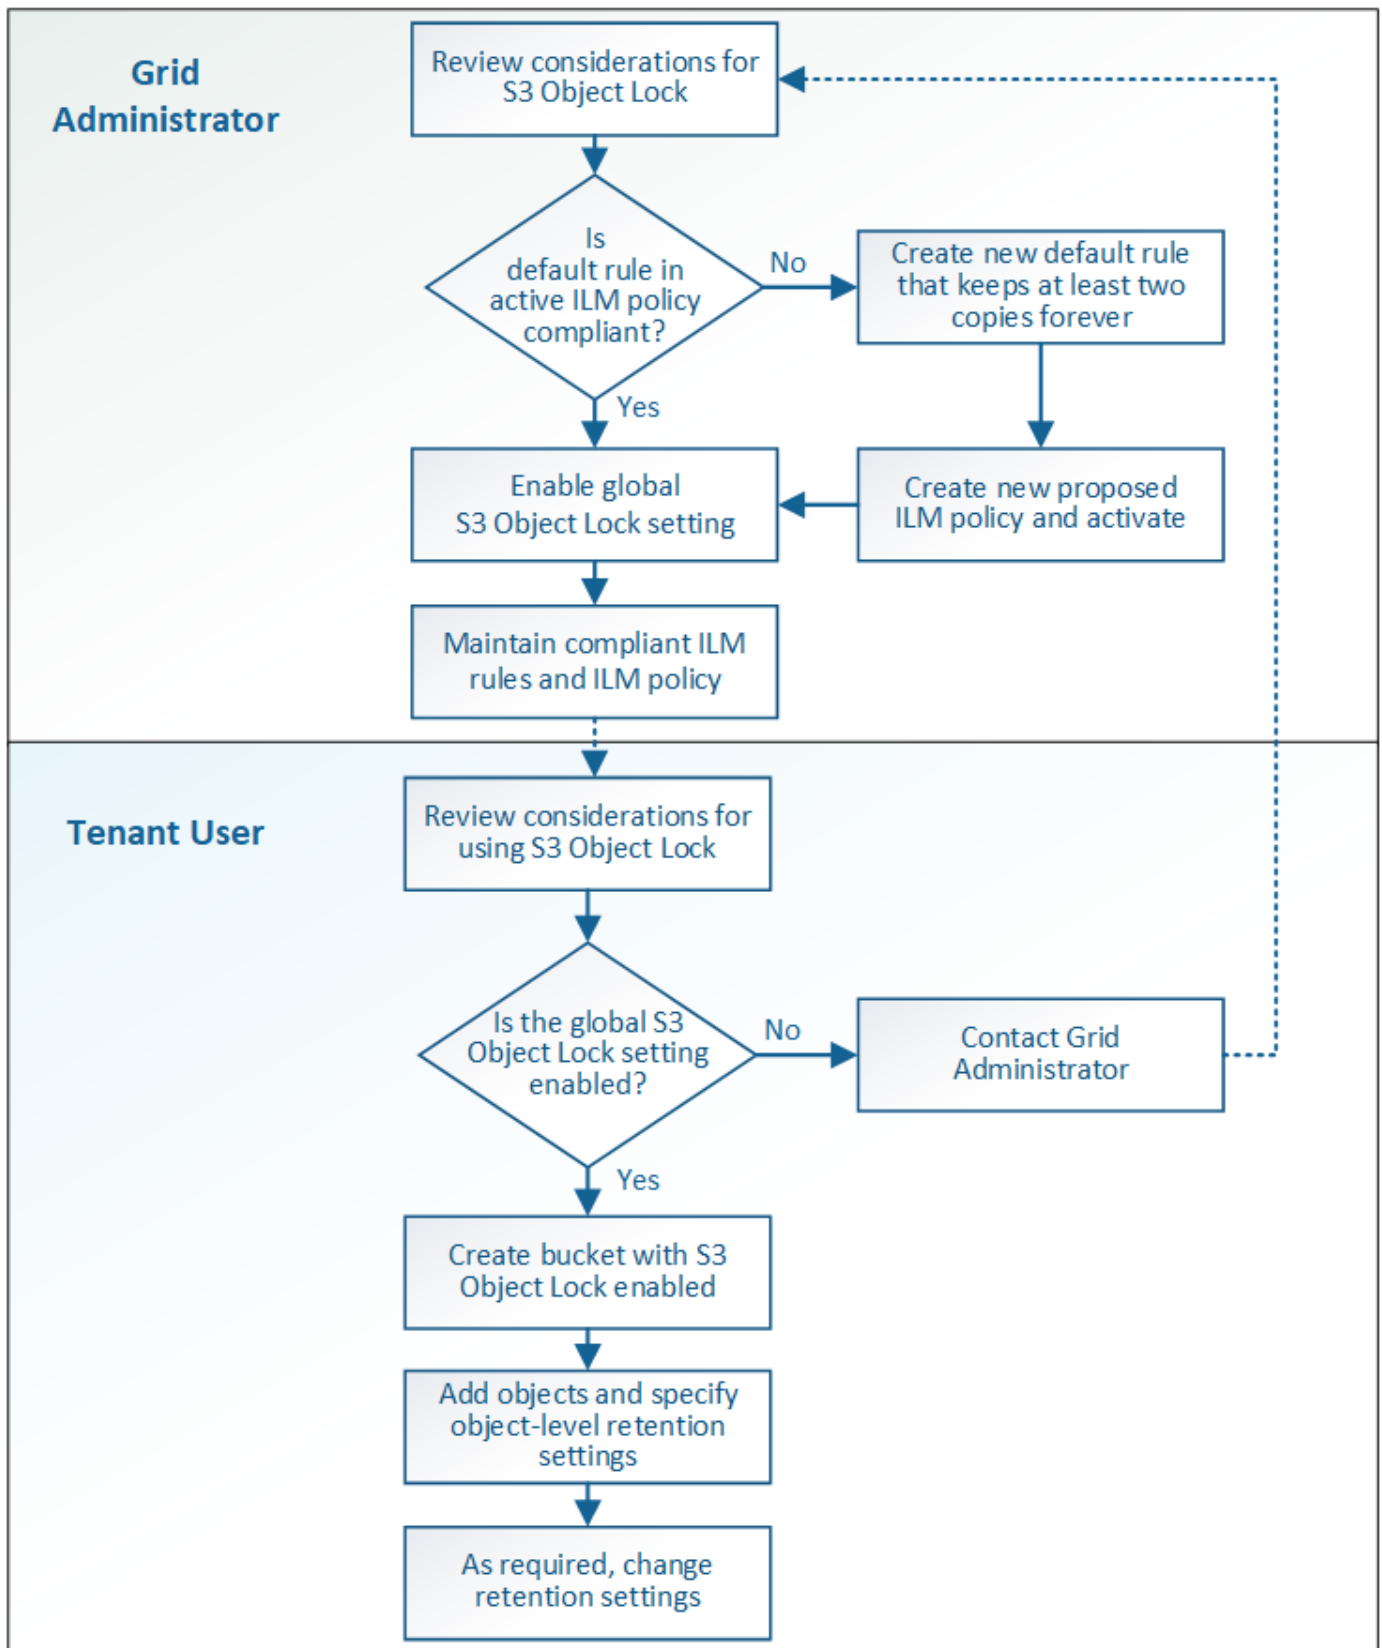 Grid
Administrator
Review considerations for
S3 Object Lock
Is
default rule in
active ILM policy
compliant?
No
Create new default rule
that keeps at least two
copies forever
Yes
Enable global
S3 Object Lock setting
Create new proposed
ILM policy and activate
Maintain compliant ILM
rules and ILM policy
Tenant User
Review considerations for
using S3 Object Lock
Is the global S3
Object Lock setting
enabled?
No
Contact Grid
Administrator
Yes
Create bucket with S3
Object Lock enabled
Add objects and specify
object-level retention
settings
As required, change
retention settings